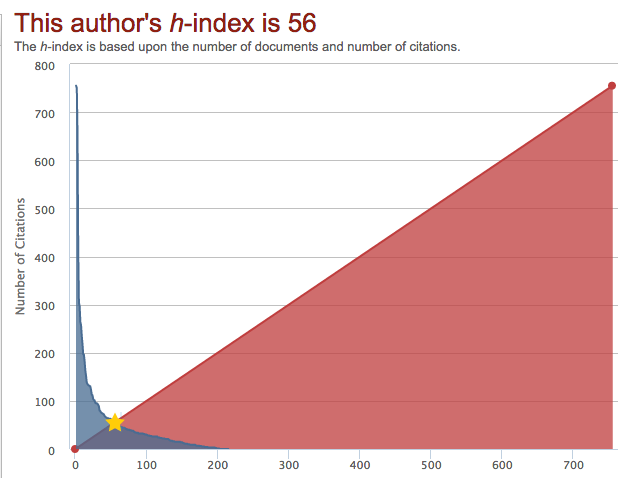 This author's h-index is 56
The h-index is based upon the number of documents and number of citations.
800
700
600
500
400
300
200
100
0
Number of Citations
0 100 200 300 400 500 600 700